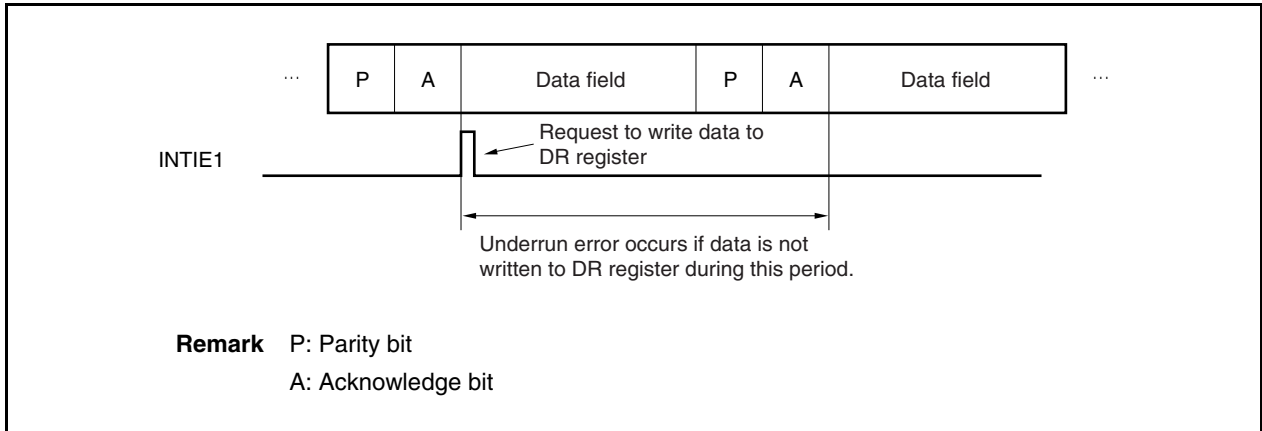 ... P A Data field P A Data field ...
INTIE1
Request to write data to
DR register
Underrun error occurs if data is not
written to DR register during this period.
Remark P: Parity bit
A: Acknowledge bit